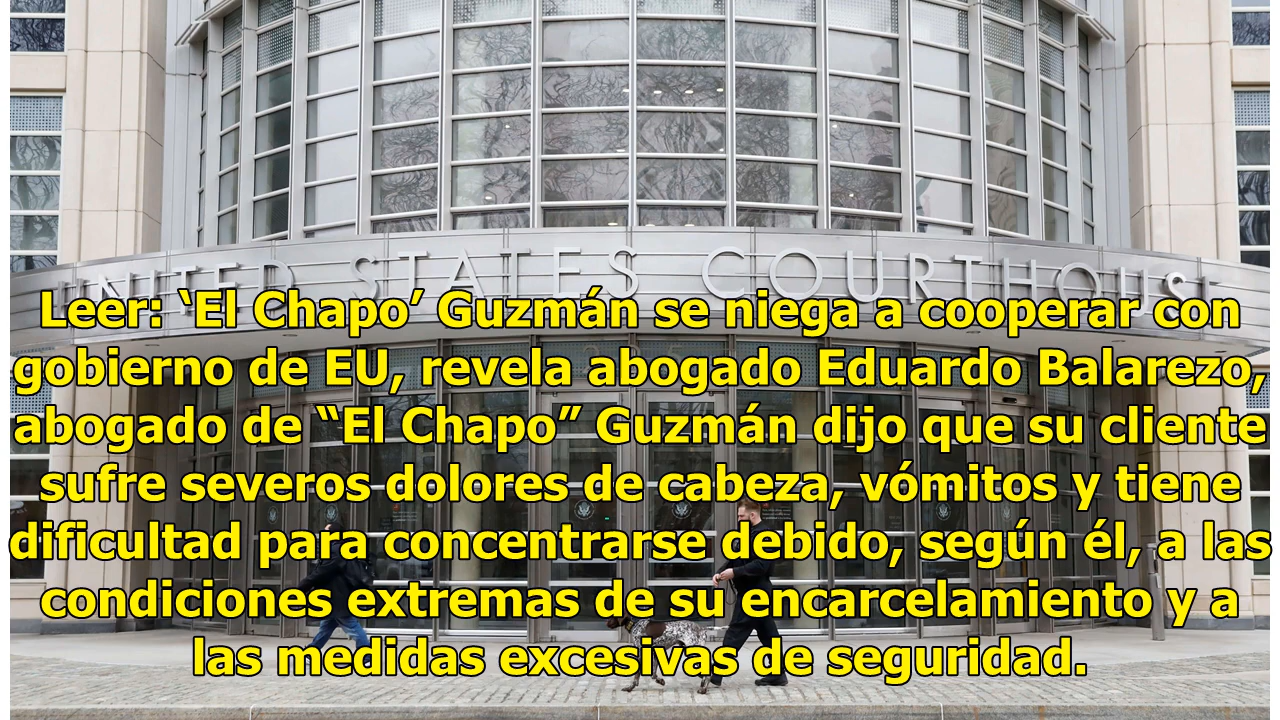 UNITED STATES COURTHOUSE
Leer: ‘El Chapo’ Guzmán se niega a cooperar con
gobierno de EU, revela abogado Eduardo Balarezo,
abogado de “El Chapo” Guzmán dijo que su cliente
sufre severos dolores de cabeza, vómitos y tiene
dificultad para concentrarse debido, según él, a las
condiciones extremas de su encarcelamiento y a
las medidas excesivas de seguridad.